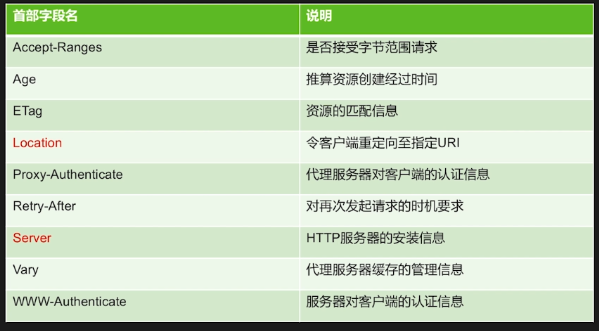 首部字段名 说明
Accept-Ranges 是否接受字节范围请求
Age 推算资源创建经过时间
ETag 资源的匹配信息
Location 令客户端重定向至指定URI
Proxy-Authenticate 代理服务器对客户端的认证信息
Retry-After 对再次发起请求的时机要求
Server HTTP服务器的安装信息
Vary 代理服务器缓存的管理信息
WWW-Authenticate 服务器对客户端的认证信息